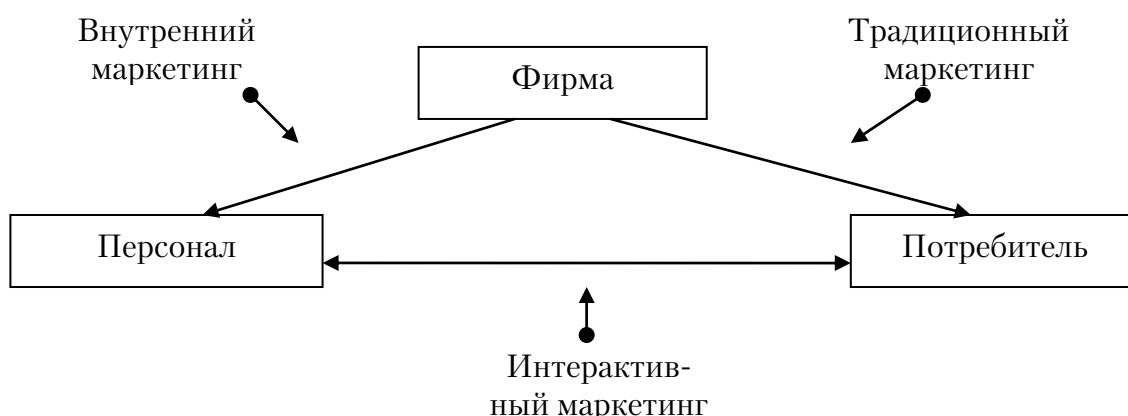 Внутренний
маркетинг
Фирма
Традиционный
маркетинг
Персонал
Потребитель
Интерактив-
ный маркетинг